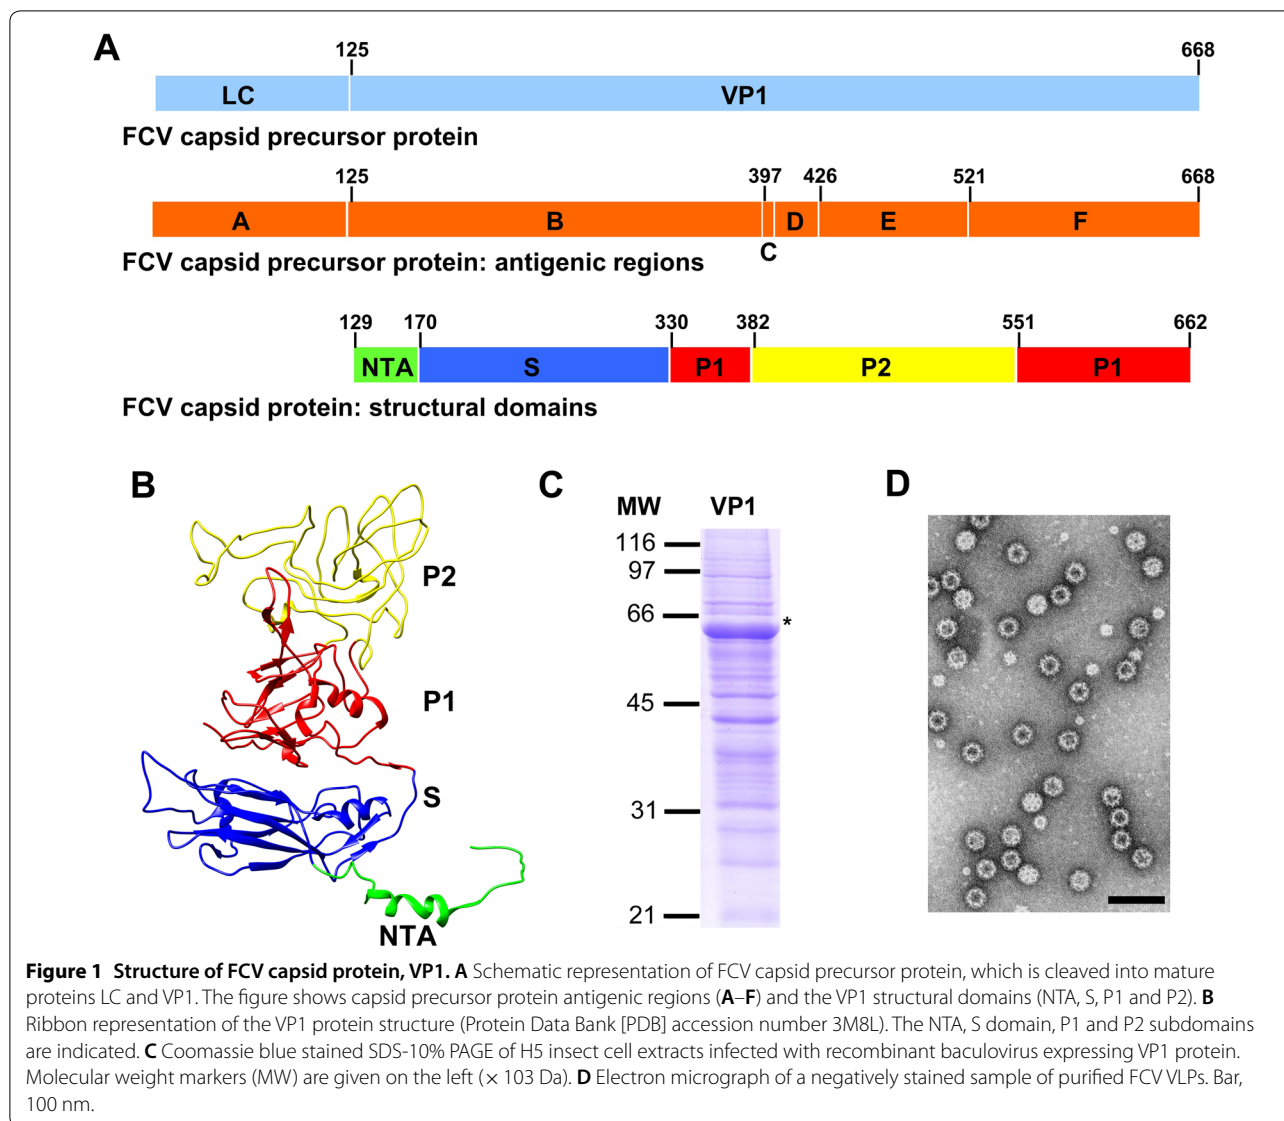 A
125 668
LC VP1
FCV capsid precursor protein
125 397 426 521 668
A B D E F
C
FCV capsid precursor protein: antigenic regions
129 170 330 382 551 662
NTA S P1 P2 P1
FCV capsid protein: structural domains
B
P2
P1
S
NTA
C
MW VP1
116
97
66
*
45
31
21
D
Figure 1 Structure of FCV capsid protein, VP1. A Schematic representation of FCV capsid precursor protein, which is cleaved into mature
proteins LC and VP1. The figure shows capsid precursor protein antigenic regions (A–F) and the VP1 structural domains (NTA, S, P1 and P2). B
Ribbon representation of the VP1 protein structure (Protein Data Bank [PDB] accession number 3M8L). The NTA, S domain, P1 and P2 subdomains
are indicated. C Coomassie blue stained SDS-10% PAGE of H5 insect cell extracts infected with recombinant baculovirus expressing VP1 protein.
Molecular weight markers (MW) are given on the left (× 103 Da). D Electron micrograph of a negatively stained sample of purified FCV VLPs. Bar,
100 nm.